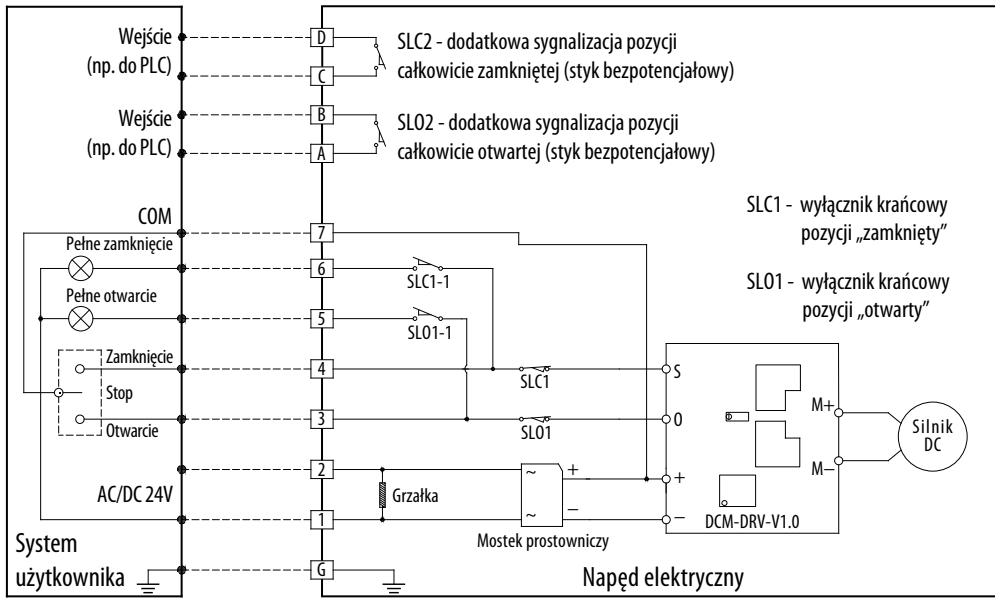 Wejście
(np. do PLC)
D
C
SLC2 - dodatkowa sygnalizacja pozycji
całkowicie zamkniętej (styk bezpotencjałowy)
Wejście
(np. do PLC)
B
A
SLO2 - dodatkowa sygnalizacja pozycji
całkowicie otwartej (styk bezpotencjałowy)
SLC1 - wyłącznik krańcowy
pozycji „zamknięty”
SLO1 - wyłącznik krańcowy
pozycji „otwarty”
COM
7
Pełne zamknięcie
6
SLC1-1
Pełne otwarcie
5
SLO1-1
Zamknięcie
4
SLC1
S
Stop
M+
Otwarcie
3
SLO1
O
Silnik
DC
M−
2
~
+
+
AC/DC 24V
Grzałka
1
~
−
−
DCM-DRV-V1.0
Mostek prostowniczy
System
użytkownika
G
Napęd elektryczny